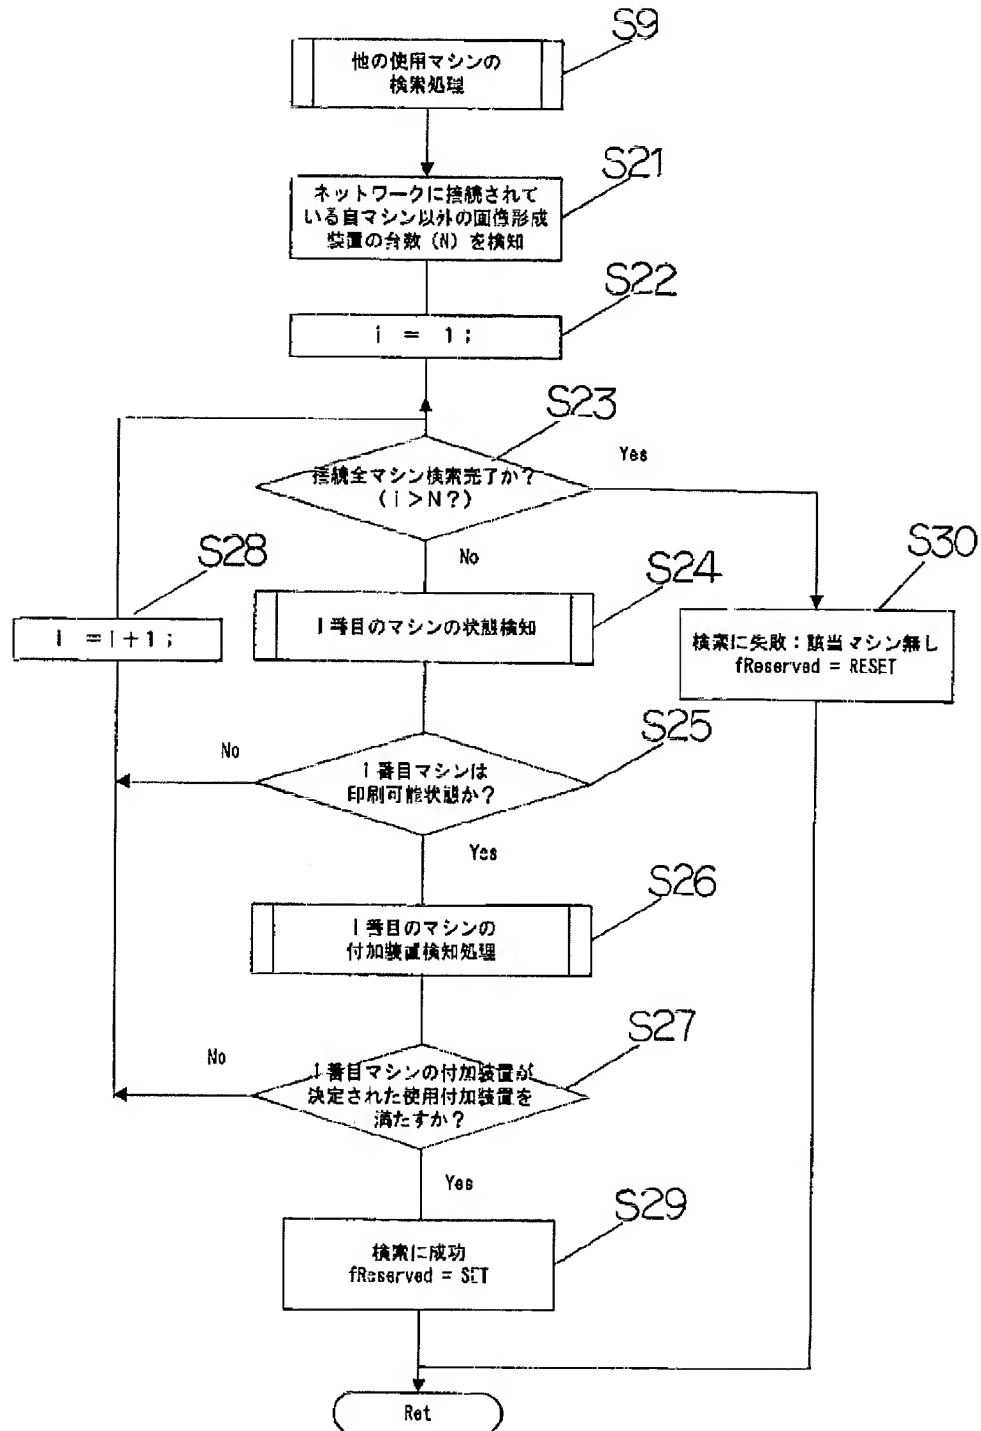 S9
他の使用マシンの
検索処理
S21
ネットワークに接続されて
いる自マシン以外の画像形成
装置の台数（N）を検知
S22
i = 1;
S23
接続全マシン検索完了か？
（i＞N？）
Yes
No
S28
i =i+1;
S24
i番目のマシンの状態検知
S30
検索に失敗：該当マシン無し
fReserved = RESET
S25
i番目マシンは
印刷可能状態か？
No
Yes
S26
i番目のマシンの
付加装置検知処理
S27
i番目マシンの付加装置が
決定された使用付加装置を
満たすか？
No
Yes
S29
検索に成功
fReserved = SET
Ret